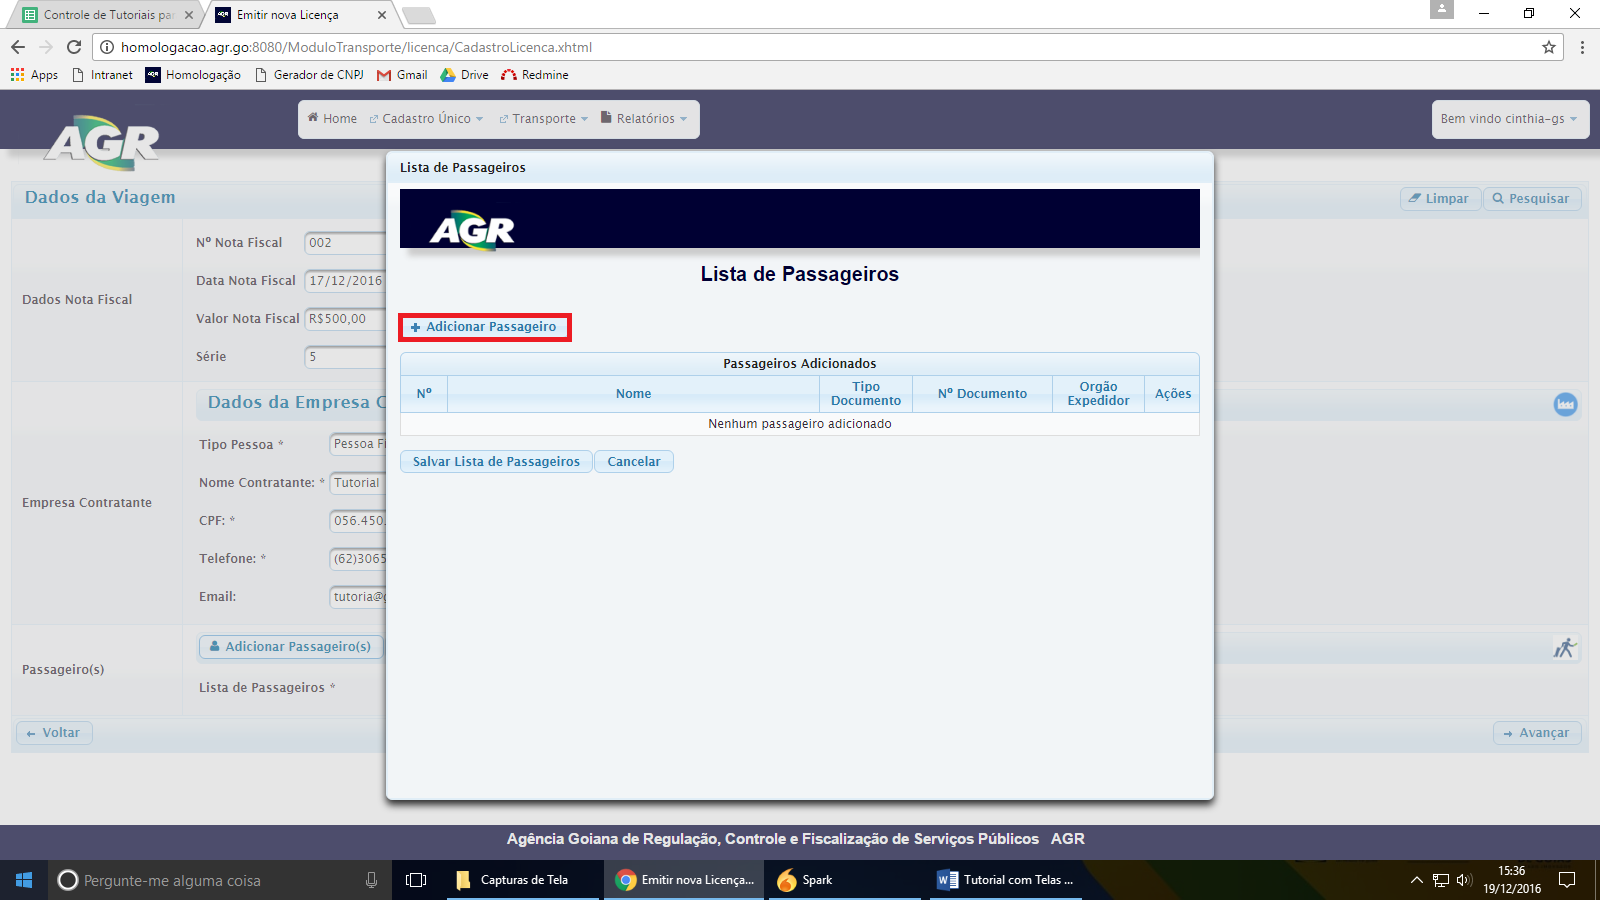 Controle de Tutoriais par
Emitir nova Licença
homologacao.agr.go:8080/ModuloTransporte/licenca/CadastroLicenca.xhtml
Apps Intranet Homologação Gerador de CNPJ Gmail Drive Redmine
AGR
Home Cadastro Único Transporte Relatórios
Bem vindo cinthia-gs
Dados da Viagem
Limpar Pesquisar
Dados Nota Fiscal
Nº Nota Fiscal 002
Data Nota Fiscal 17/12/2016
Valor Nota Fiscal R$500,00
Série 5
Empresa Contratante
Dados da Empresa C
Tipo Pessoa * Pessoa Fí
Nome Contratante: * Tutorial
CPF: * 056.450.
Telefone: * (62)3065
Email: tutoria@g
Passageiro(s)
Adicionar Passageiro(s)
Lista de Passageiros *
Voltar
Avançar
Lista de Passageiros
AGR
Lista de Passageiros
Adicionar Passageiro
Passageiros Adicionados
Nº Nome Tipo Documento Nº Documento Orgão Expedidor Ações
Nenhum passageiro adicionado
Salvar Lista de Passageiros Cancelar
Agência Goiana de Regulação, Controle e Fiscalização de Serviços Públicos AGR
Pergunte-me alguma coisa
Capturas de Tela
Emitir nova Licença...
Spark
Tutorial com Telas ...
15:36
19/12/2016